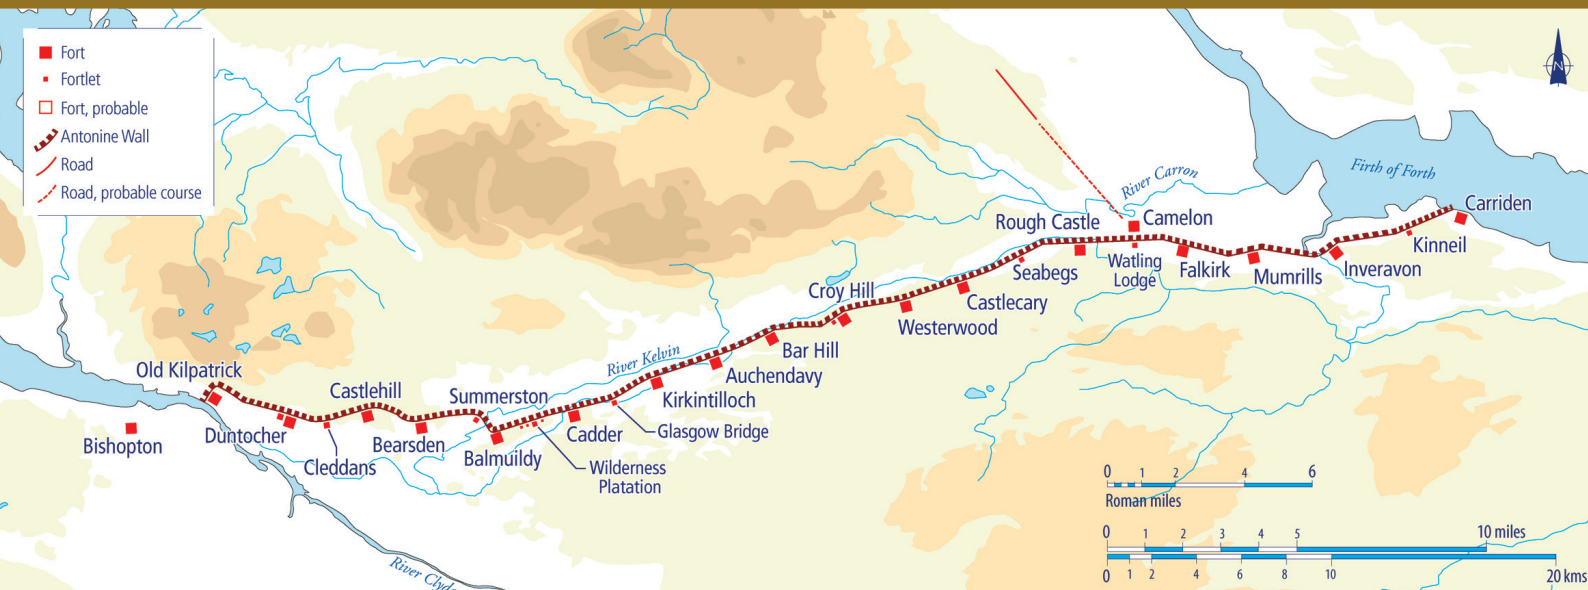 Fort
Fortlet
Fort, probable
Antonine Wall
Road
Road, probable course
N
Firth of Forth
River Carron
Carriden
Rough Castle
Camelon
Kinneil
Watling
Lodge
Falkirk
Mumrills
Inveravon
Seabegs
Castlecary
Croy Hill
Westerwood
Bar Hill
River Kelvin
Auchendavy
Old Kilpatrick
Castlehill
Summerston
Kirkintilloch
Glasgow Bridge
Cadder
Duntocher
Bearsden
Bishopton
Cleddans
Balmuildy
Wilderness
Platation
River Clyde
0 1 2 4 6
Roman miles
0 1 2 3 4 5 10 miles
0 1 2 4 6 8 10 20 kms